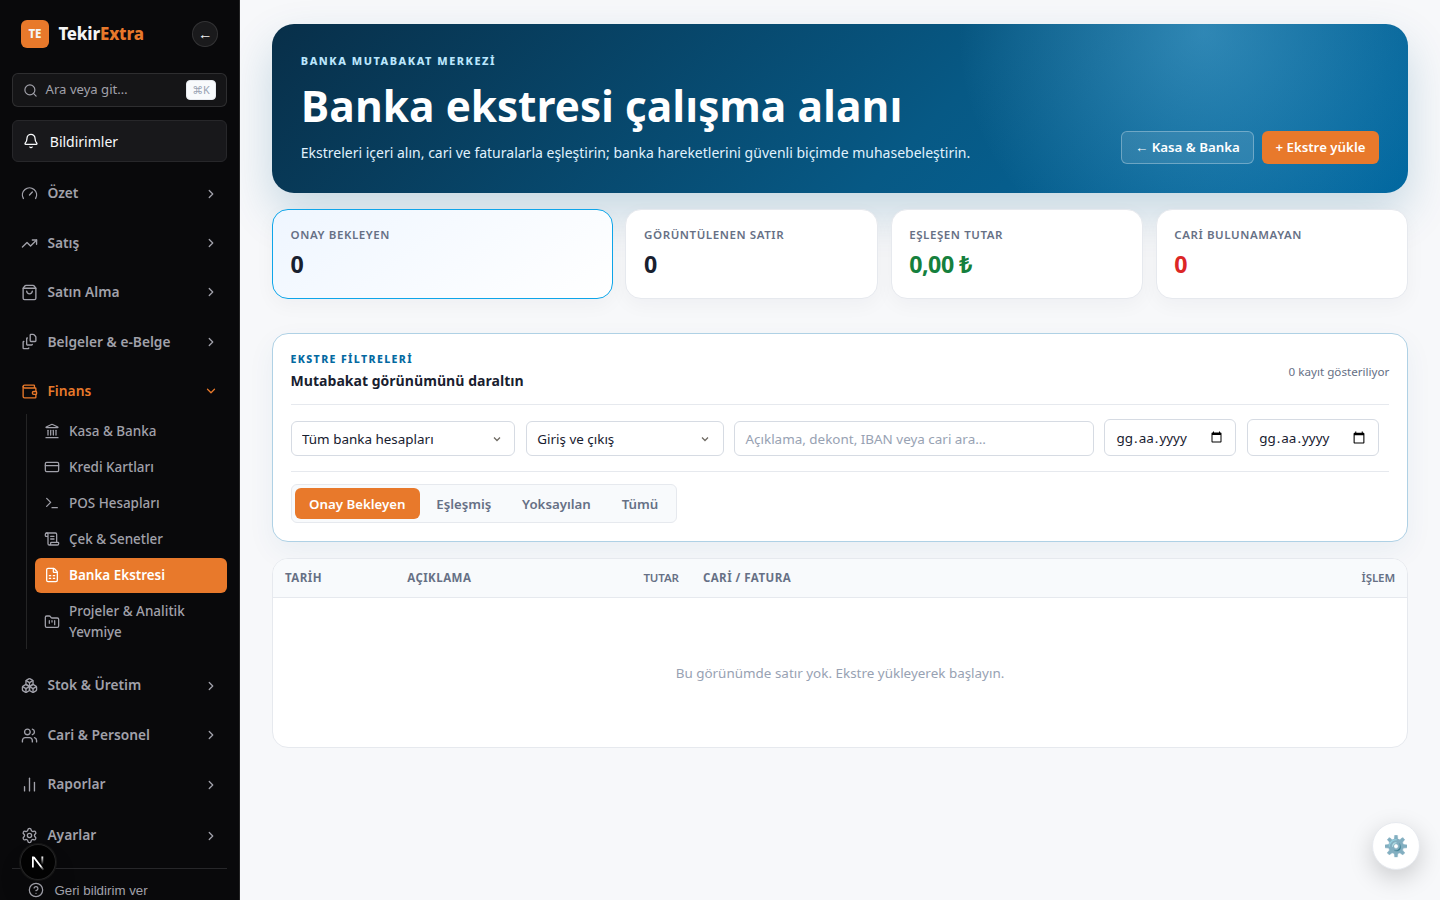 TE TekirExtra ←
Ara veya git... ⌘K
Bildirimler
Özet
Satış
Satın Alma
Belgeler & e-Belge
Finans
Kasa & Banka
Kredi Kartları
POS Hesapları
Çek & Senetler
Banka Ekstresi
Projeler & Analitik
Yevmiye
Stok & Üretim
Cari & Personel
Raporlar
Ayarlar
N
Geri bildirim ver
BANKA MUTABAKAT MERKEZİ
Banka ekstresi çalışma alanı
Ekstreleri içeri alın, cari ve faturalarla eşleştirin; banka hareketlerini güvenli biçimde muhasebeleştirin.
← Kasa & Banka + Ekstre yükle
ONAY BEKLEYEN
0
GÖRÜNTÜLENEN SATIR
0
EŞLEŞEN TUTAR
0,00 ₺
CARİ BULUNAMAYAN
0
EKSTRE FİLTRELERİ
Mutabakat görünümünü daraltın
0 kayıt gösteriliyor
Tüm banka hesapları Giriş ve çıkış Açıklama, dekont, IBAN veya cari ara... gg.aa.yyyy gg.aa.yyyy
Onay Bekleyen Eşleşmiş Yoksayılan Tümü
TARİH AÇIKLAMA TUTAR CARİ / FATURA İŞLEM
Bu görünümde satır yok. Ekstre yükleyerek başlayın.